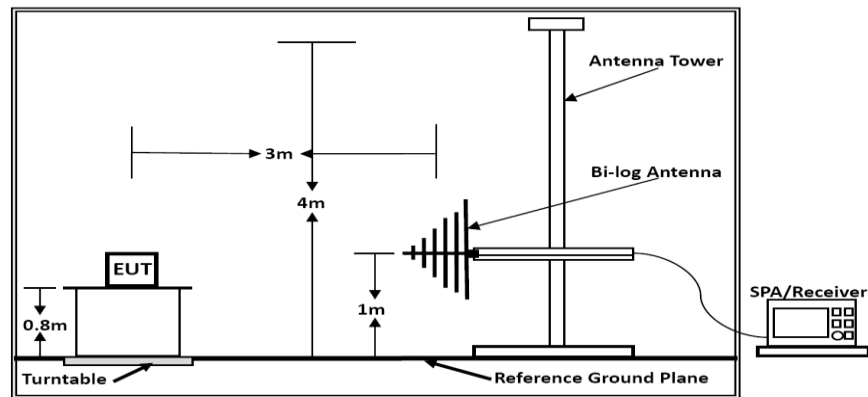 Antenna Tower
3m
Bi-log Antenna
4m
EUT
SPA/Receiver
1m
0.8m
Turntable
Reference Ground Plane